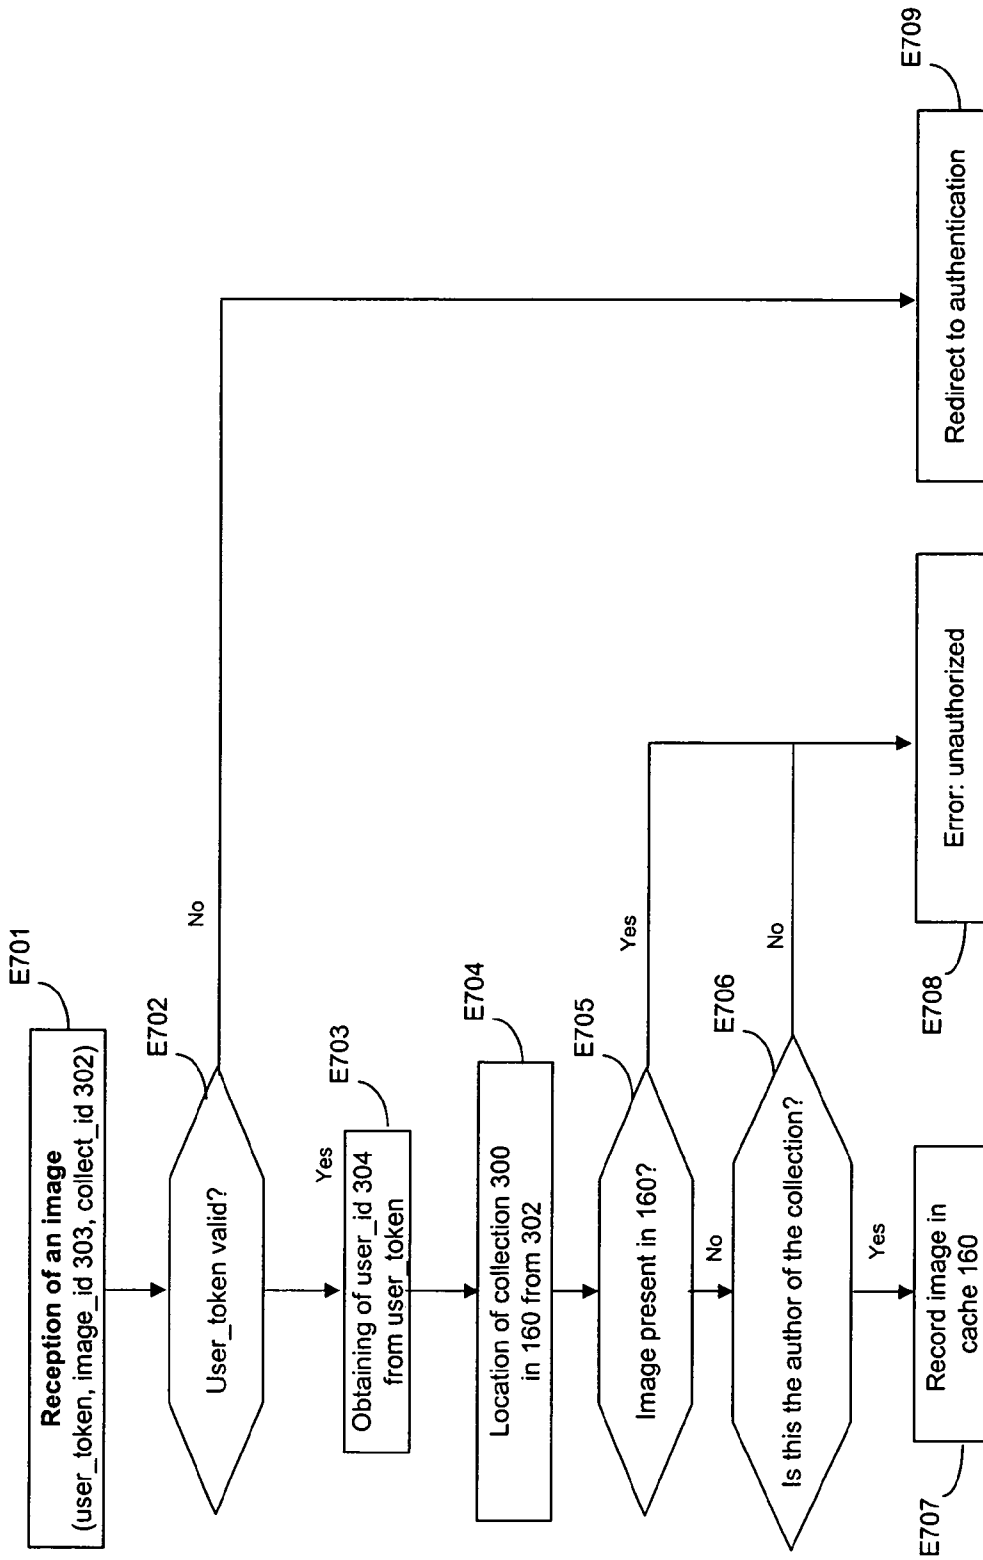 E701
Reception of an image
(user_token, image_id 303, collect_id 302)
E702
User_token valid?
No
Yes
E703
Obtaining of user_id 304
from user_token
E704
Location of collection 300
in 160 from 302
E705
Image present in 160?
Yes
No
E706
Is this the author of the collection?
No
Yes
E707
Record image in
cache 160
E708
Error: unauthorized
E709
Redirect to authentication